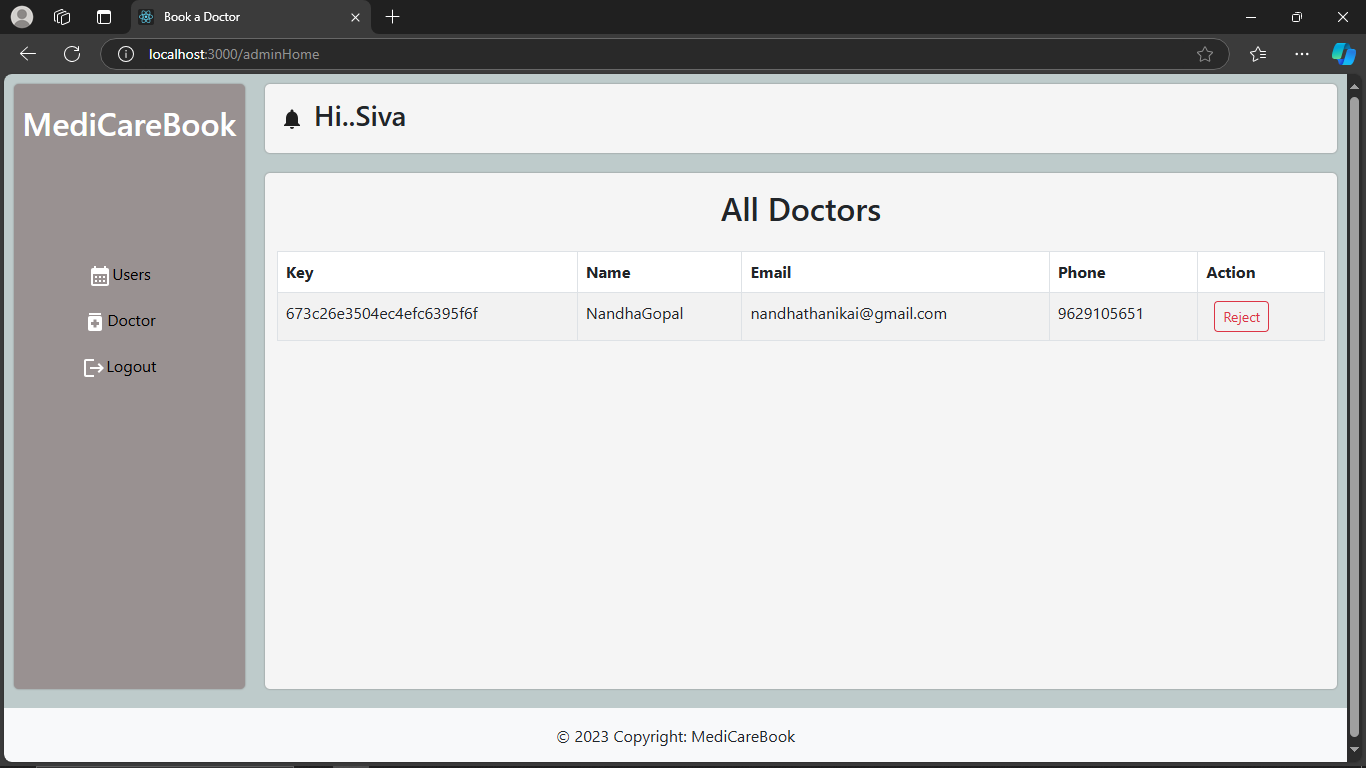 Book a Doctor
localhost:3000/adminHome
MediCareBook
Users
Doctor
Logout
Hi..Siva
All Doctors
Key Name Email Phone Action
673c26e3504ec4efc6395f6f NandhaGopal nandhathanikai@gmail.com 9629105651 Reject
© 2023 Copyright: MediCareBook